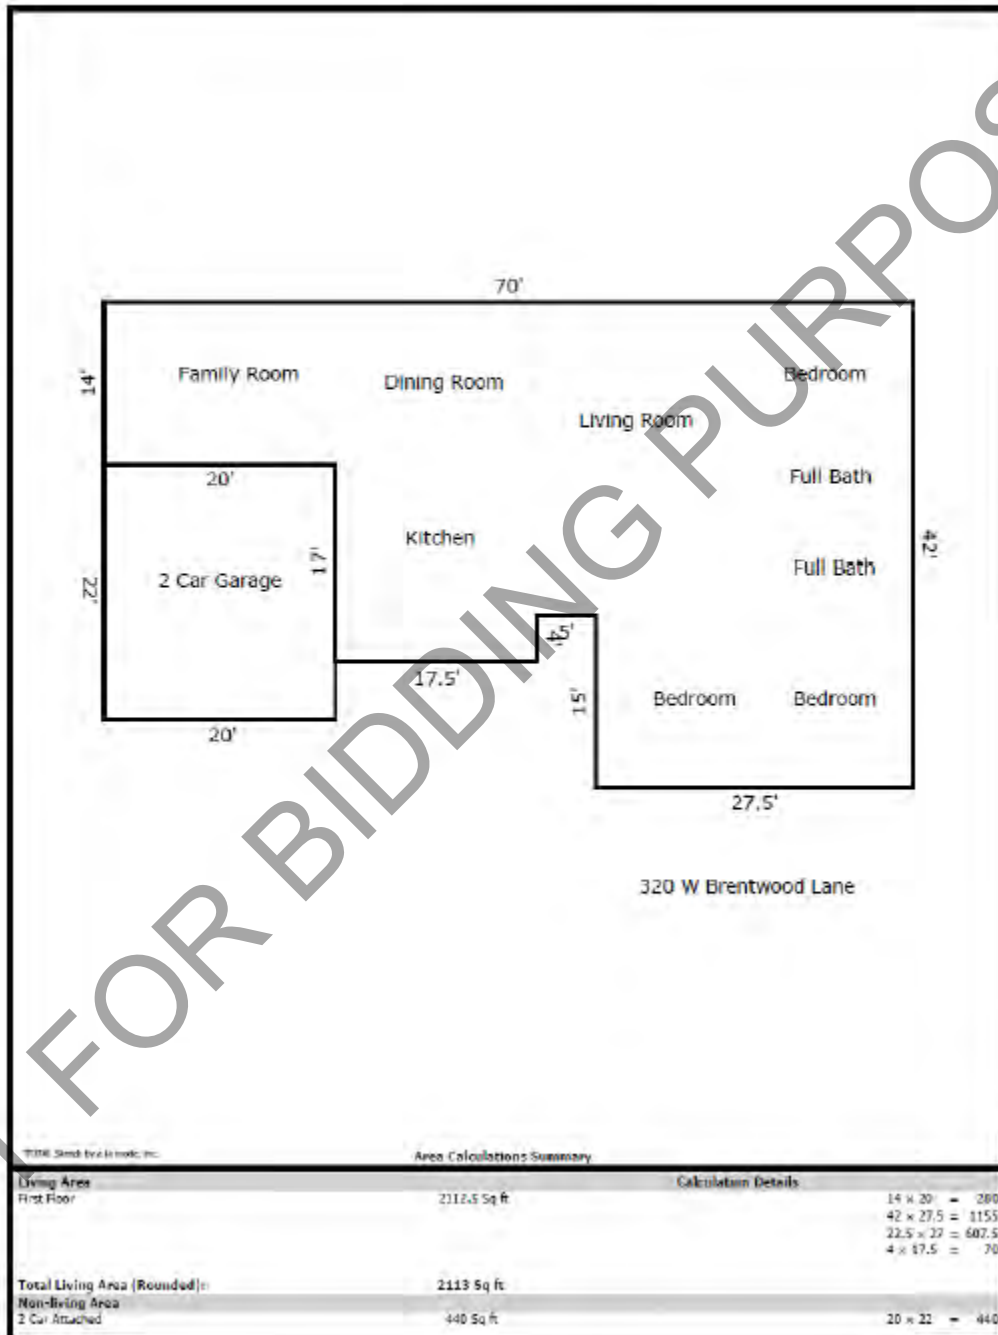 FOR BIDDING PURPOS
70'
14'
Family Room
Dining Room
Bedroom
Living Room
20'
Full Bath
Kitchen
17'
42'
22'
2 Car Garage
Full Bath
5'
4'
17.5'
15'
Bedroom
Bedroom
20'
27.5'
320 W Brentwood Lane
Area Calculations Summary
Living Area
Calculation Details
First Floor
2112.5 Sq ft
14 x 20 = 280
42 x 27.5 = 1155
22.5 x 27 = 607.5
4 x 17.5 = 70
Total Living Area (Rounded):
2113 Sq ft
Non-living Area
2 Car Attached
440 Sq ft
20 x 22 = 440